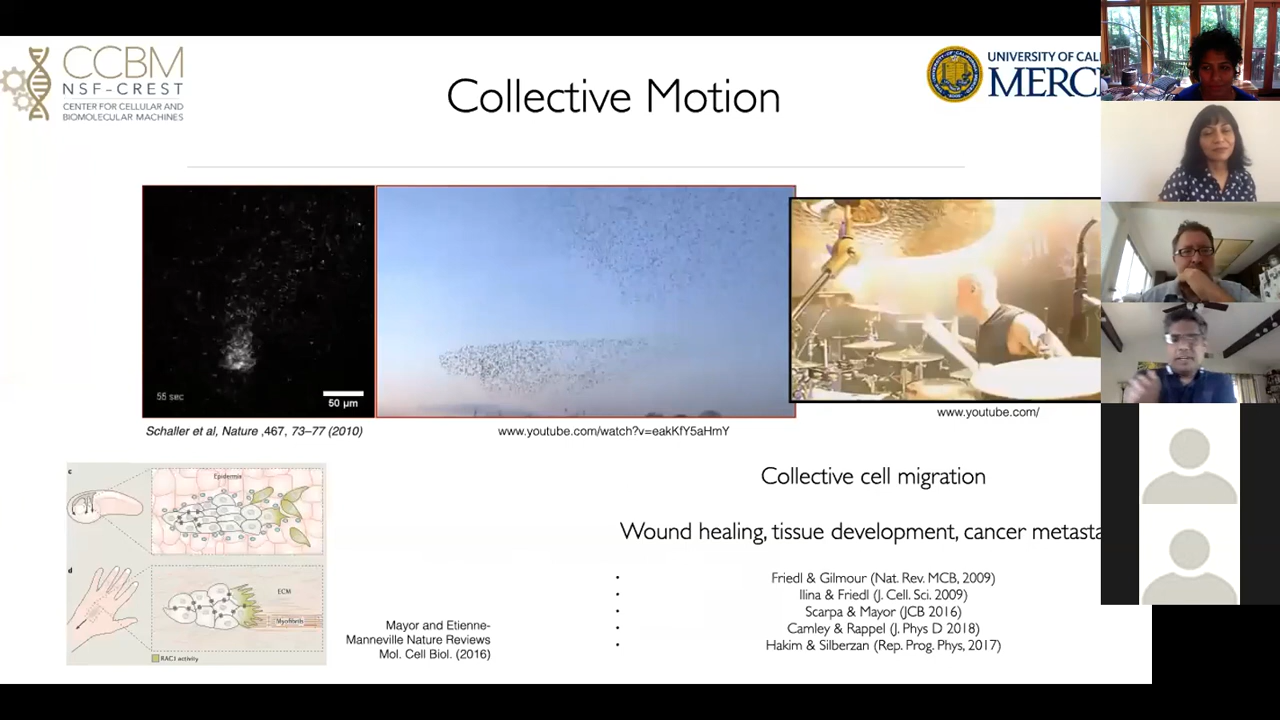 CCBM
NSF-CREST
CENTER FOR CELLULAR AND
BIOMOLECULAR MACHINES
Collective Motion
UNIVERSITY OF CAL
MERC
55 sec
50 µm
Schaller et al, Nature ,467, 73–77 (2010)
www.youtube.com/watch?v=eakKfY5aHmY
www.youtube.com/
c
Epidermis
d
ECM
Myofibrils
RAC1 activity
Mayor and Etienne-
Manneville Nature Reviews
Mol. Cell Biol. (2016)
Collective cell migration
Wound healing, tissue development, cancer metasta
• Friedl & Gilmour (Nat. Rev. MCB, 2009)
• Ilina & Friedl (J. Cell. Sci. 2009)
• Scarpa & Mayor (JCB 2016)
• Camley & Rappel (J. Phys D 2018)
• Hakim & Silberzan (Rep. Prog. Phys, 2017)